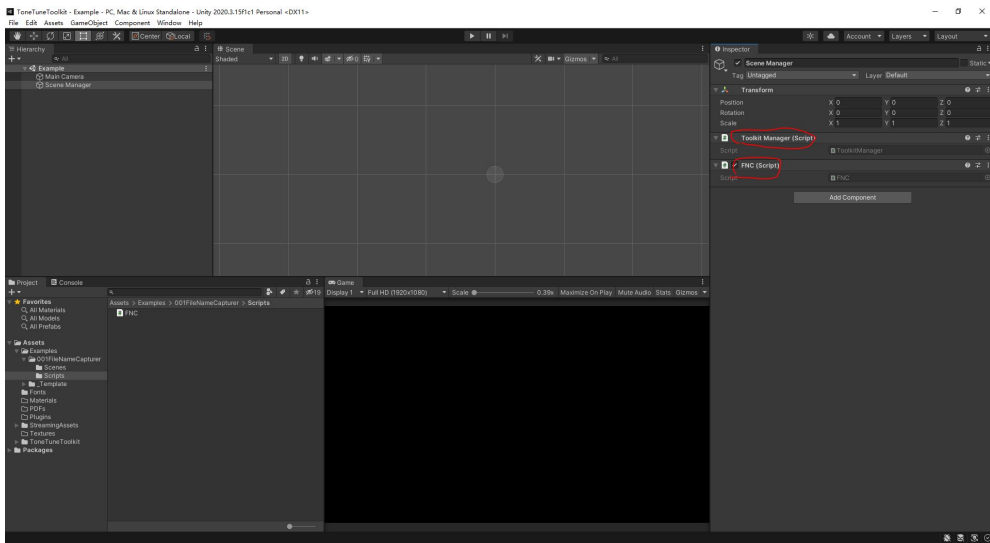 ToneTuneToolkit - Example - PC, Mac & Linux Standalone - Unity 2020.3.15f1c1 Personal <DX11>
File Edit Assets GameObject Component Window Help
Center Local
Account Layers Layout
Hierarchy
All
Example
Main Camera
Scene Manager
Scene
Shaded 2D 0 Gizmos All
Inspector
Scene Manager Static
Tag Untagged Layer Default
Transform
Position X 0 Y 0 Z 0
Rotation X 0 Y 0 Z 0
Scale X 1 Y 1 Z 1
Toolkit Manager (Script)
Script ToolkitManager
FNC (Script)
Script FNC
Add Component
Project Console
19
Favorites
All Materials
All Models
All Prefabs
Assets
Examples
001FileNameCapturer
Scenes
Scripts
_Template
Fonts
Materials
PDFs
Plugins
StreamingAssets
Textures
ToneTuneToolkit
Packages
Assets > Examples > 001FileNameCapturer > Scripts
FNC
Game
Display 1 Full HD (1920x1080) Scale 0.39x Maximize On Play Mute Audio Stats Gizmos